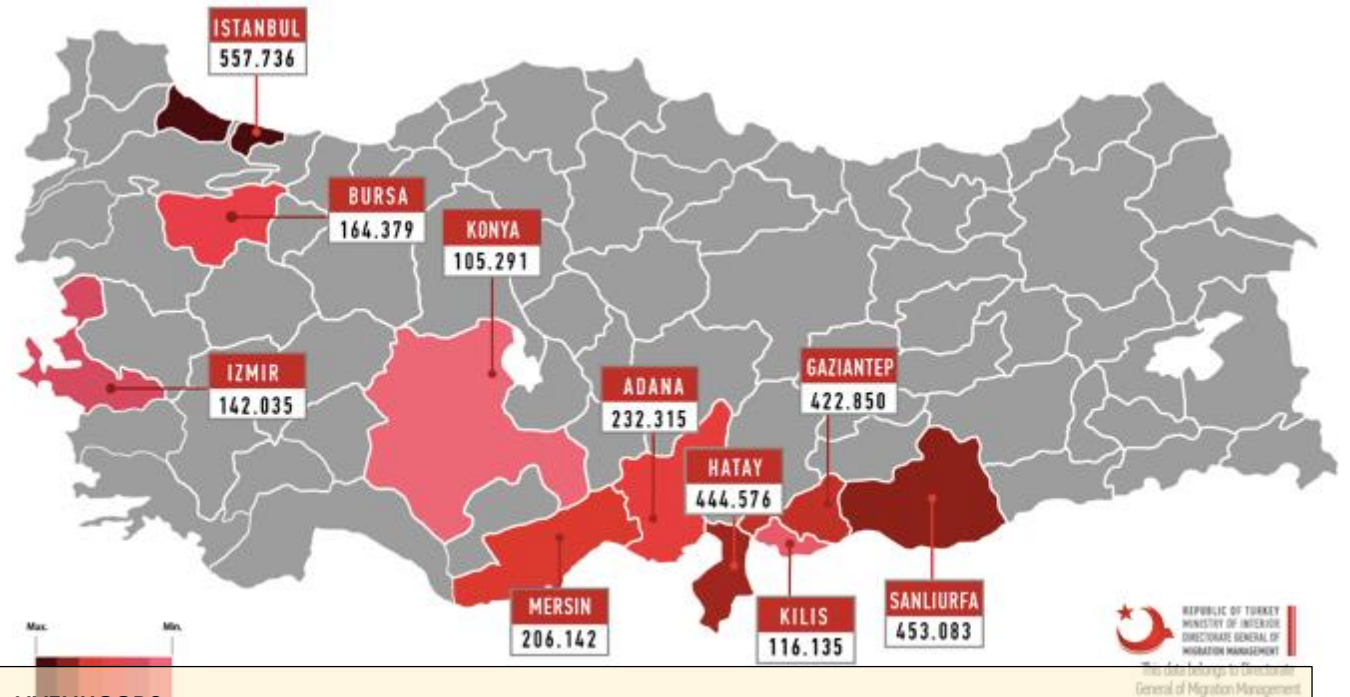 ISTANBUL
557.736
BURSA
164.379
KONYA
105.291
IZMIR
142.035
ADANA
232.315
GAZIANTEP
422.850
HATAY
444.576
MERSIN
206.142
KILIS
116.135
SANLIURFA
453.083
Max.
Min.
REPUBLIC OF TURKEY
MINISTRY OF INTERIOR
DIRECTORATE GENERAL OF
MIGRATION MANAGEMENT
This data belongs to Directorate
General of Migration Management